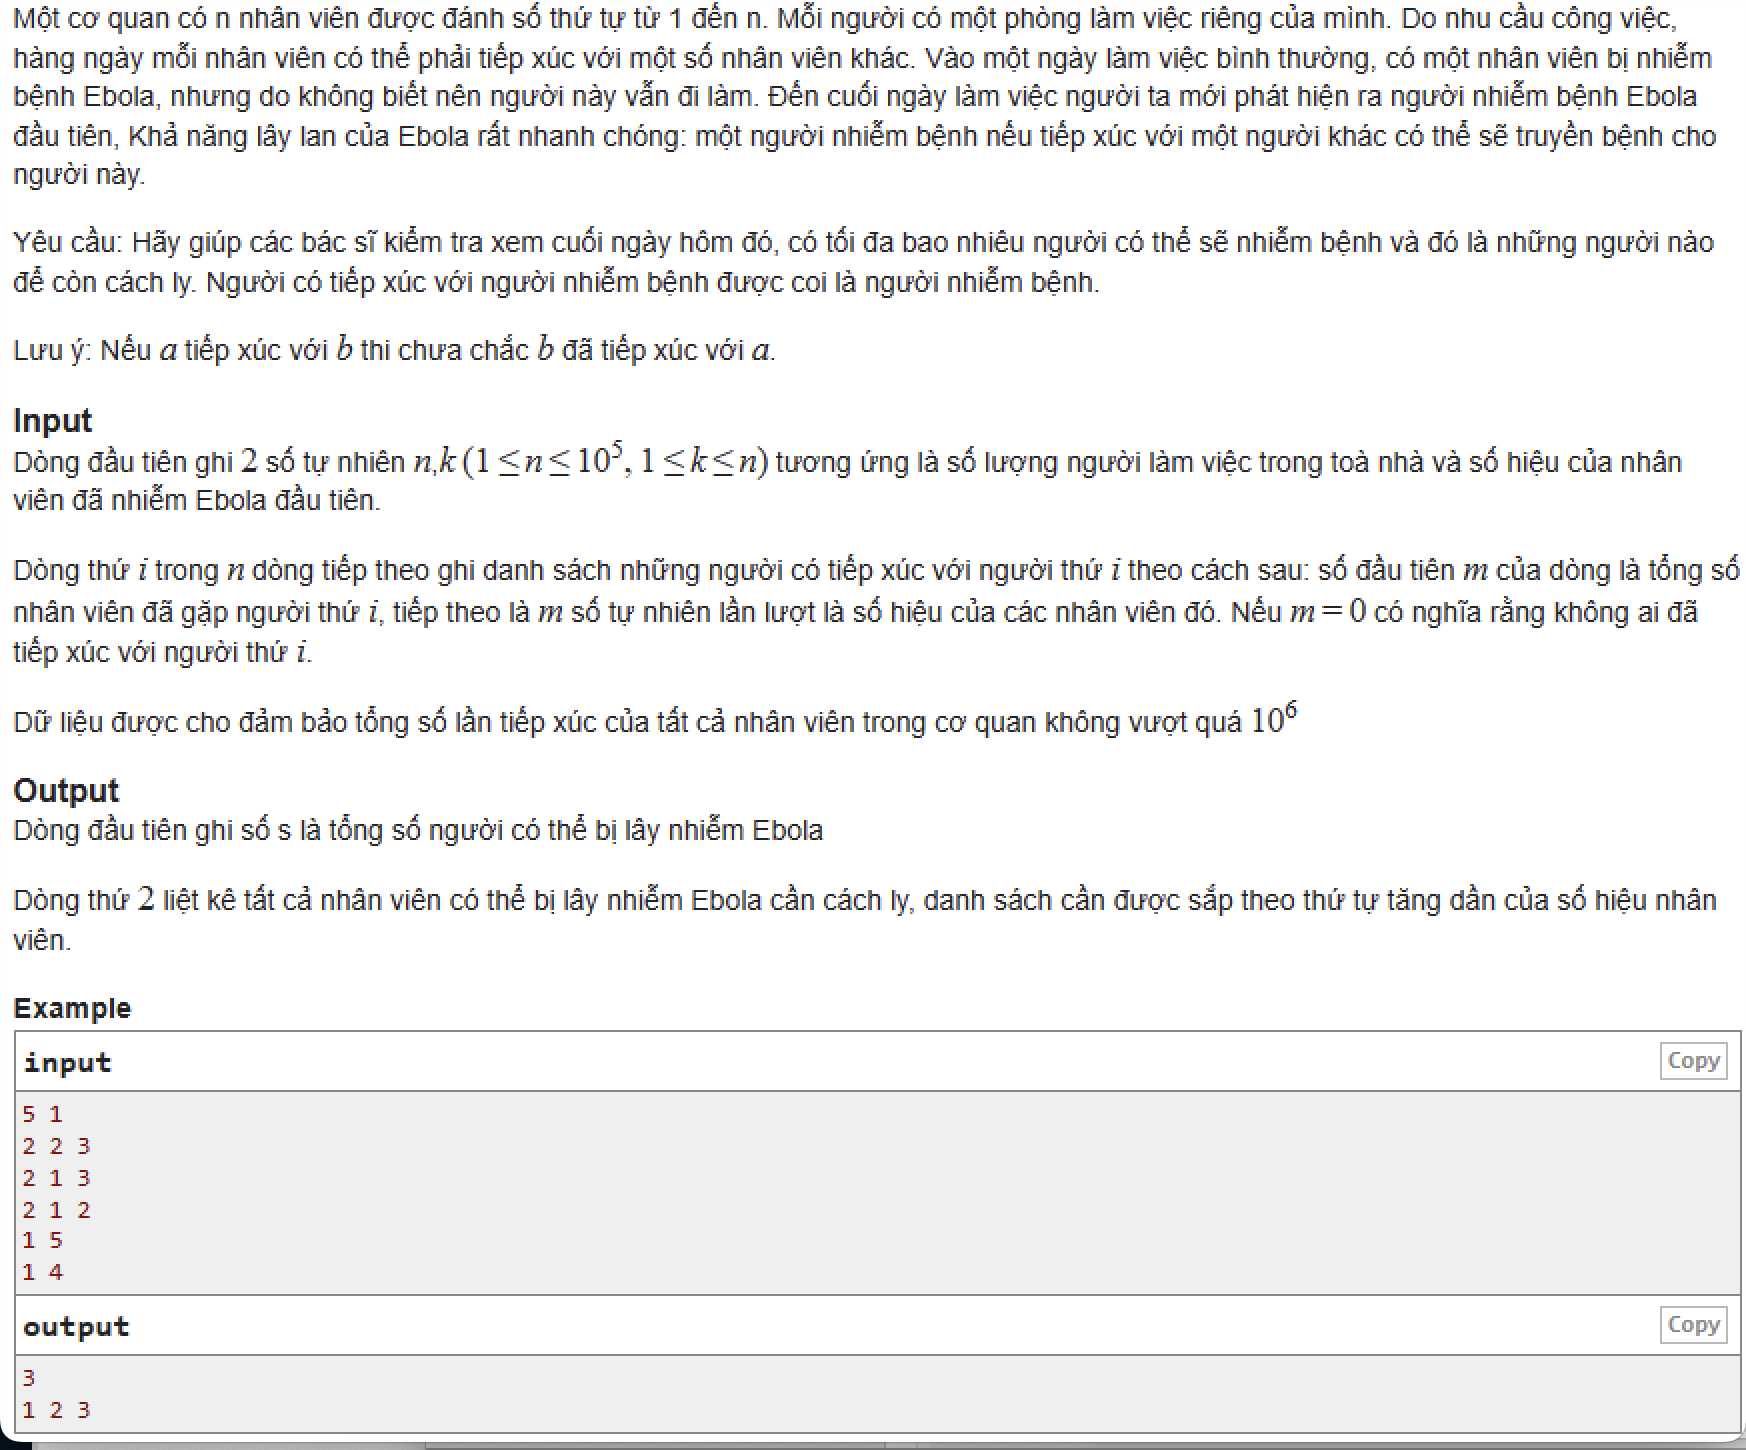 Một cơ quan có n nhân viên được đánh số thứ tự từ 1 đến n. Mỗi người có một phòng làm việc riêng của mình. Do nhu cầu công việc,
hàng ngày mỗi nhân viên có thể phải tiếp xúc với một số nhân viên khác. Vào một ngày làm việc bình thường, có một nhân viên bị nhiễm
bệnh Ebola, nhưng do không biết nên người này vẫn đi làm. Đến cuối ngày làm việc người ta mới phát hiện ra người nhiễm bệnh Ebola
đầu tiên, Khả năng lây lan của Ebola rất nhanh chóng: một người nhiễm bệnh nếu tiếp xúc với một người khác có thể sẽ truyền bệnh cho
người này.
Yêu cầu: Hãy giúp các bác sĩ kiểm tra xem cuối ngày hôm đó, có tối đa bao nhiêu người có thể sẽ nhiễm bệnh và đó là những người nào
để còn cách ly. Người có tiếp xúc với người nhiễm bệnh được coi là người nhiễm bệnh.
Lưu ý: Nếu a tiếp xúc với b thi chưa chắc b đã tiếp xúc với a.
Input
Dòng đầu tiên ghi 2 số tự nhiên n,k (1 ≤ n ≤ 10⁵, 1 ≤ k ≤ n) tương ứng là số lượng người làm việc trong toà nhà và số hiệu của nhân
viên đã nhiễm Ebola đầu tiên.
Dòng thứ i trong n dòng tiếp theo ghi danh sách những người có tiếp xúc với người thứ i theo cách sau: số đầu tiên m của dòng là tổng số
nhân viên đã gặp người thứ i, tiếp theo là m số tự nhiên lần lượt là số hiệu của các nhân viên đó. Nếu m = 0 có nghĩa rằng không ai đã
tiếp xúc với người thứ i.
Dữ liệu được cho đảm bảo tổng số lần tiếp xúc của tất cả nhân viên trong cơ quan không vượt quá 10⁶
Output
Dòng đầu tiên ghi số s là tổng số người có thể bị lây nhiễm Ebola
Dòng thứ 2 liệt kê tất cả nhân viên có thể bị lây nhiễm Ebola cần cách ly, danh sách cần được sắp theo thứ tự tăng dần của số hiệu nhân
viên.
Example
input Copy
5 1
2 2 3
2 1 3
2 1 2
1 5
1 4
output Copy
3
1 2 3